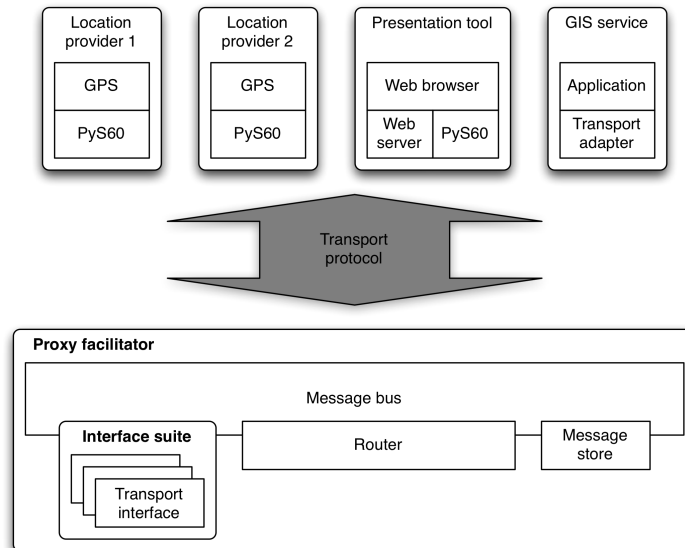 Location
provider 1
GPS
PyS60
Location
provider 2
GPS
PyS60
Presentation tool
Web browser
Web
server
PyS60
GIS service
Application
Transport
adapter
Transport
protocol
Proxy facilitator
Message bus
Interface suite
Transport
interface
Router
Message
store